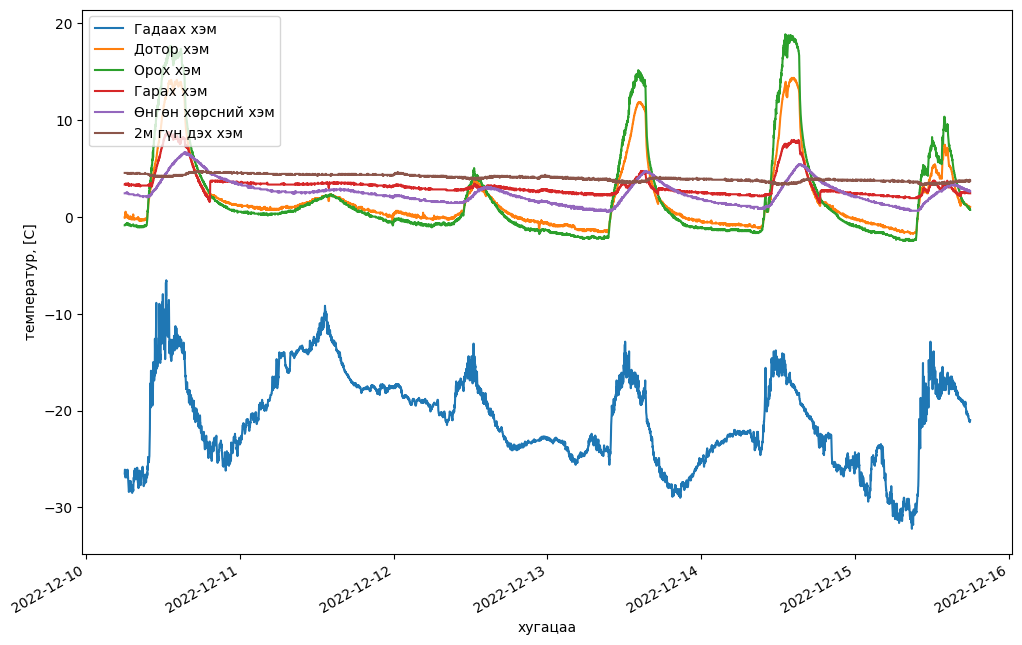 Гадаах хэм
Дотор хэм
Орох хэм
Гарах хэм
Өнгөн хөрсний хэм
2м гүн дэх хэм
20
10
0
−10
−20
−30
температур, [C]
2022-12-10
2022-12-11
2022-12-12
2022-12-13
2022-12-14
2022-12-15
2022-12-16
хугацаа